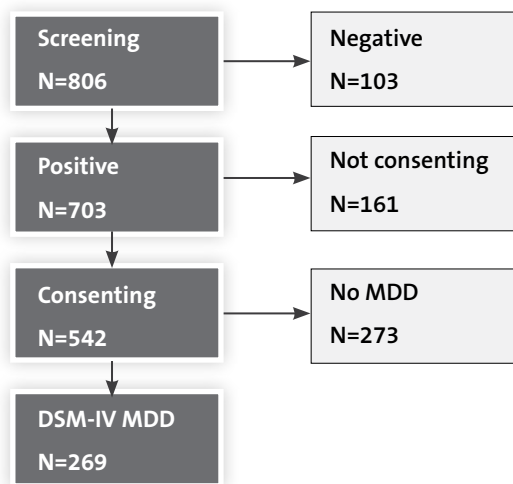 Screening
N=806
Negative
N=103
Positive
N=703
Not consenting
N=161
Consenting
N=542
No MDD
N=273
DSM-IV MDD
N=269